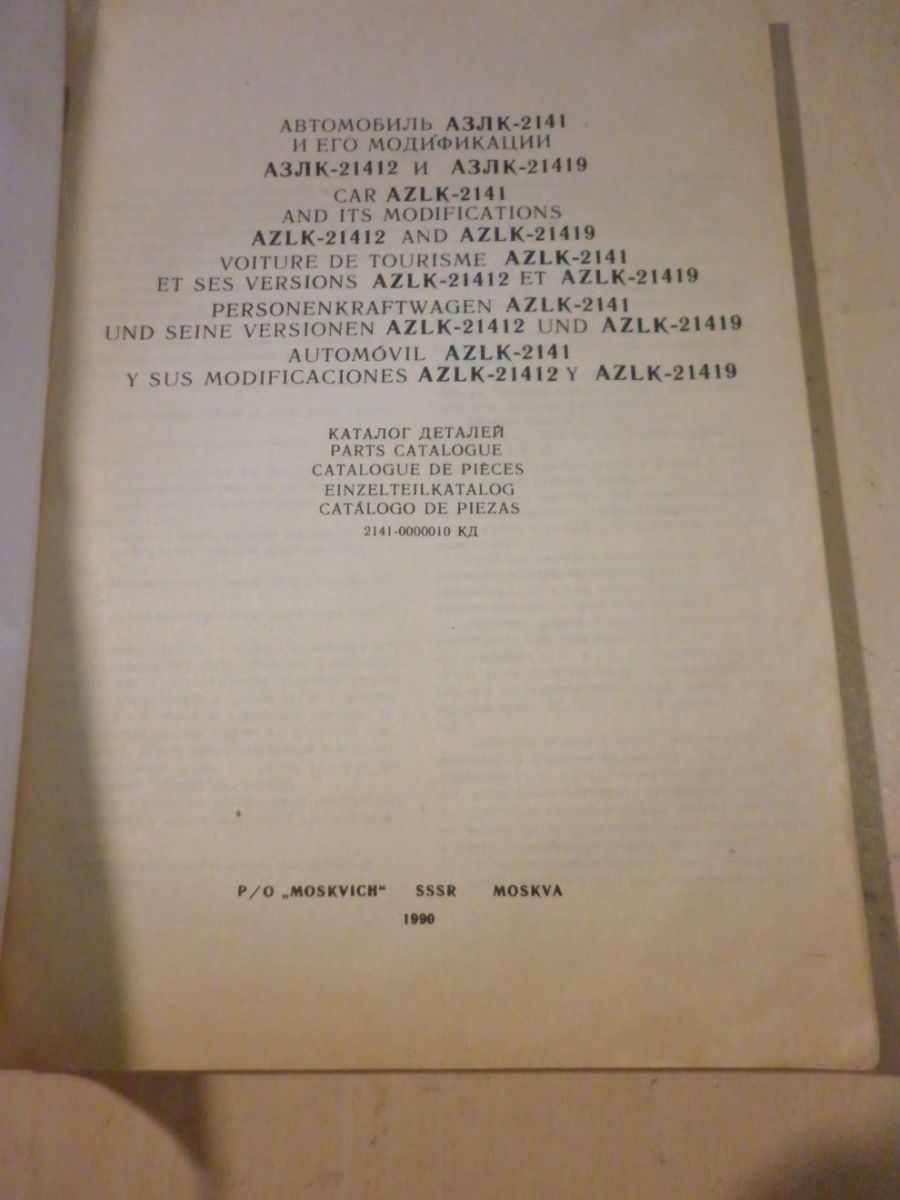 АВТОМОБИЛЬ АЗЛК-2141
И ЕГО МОДИФИКАЦИИ
АЗЛК-21412 И АЗЛК-21419
CAR AZLK-2141
AND ITS MODIFICATIONS
AZLK-21412 AND AZLK-21419
VOITURE DE TOURISME AZLK-2141
ET SES VERSIONS AZLK-21412 ET AZLK-21419
PERSONENKRAFTWAGEN AZLK-2141
UND SEINE VERSIONEN AZLK-21412 UND AZLK-21419
AUTOMÓVIL AZLK-2141
Y SUS MODIFICACIONES AZLK-21412 Y AZLK-21419
КАТАЛОГ ДЕТАЛЕЙ
PARTS CATALOGUE
CATALOGUE DE PIÈCES
EINZELTEILKATALOG
CATÁLOGO DE PIEZAS
2141-0000010 КД
P/O „MOSKVICH“ SSSR MOSKVA
1990